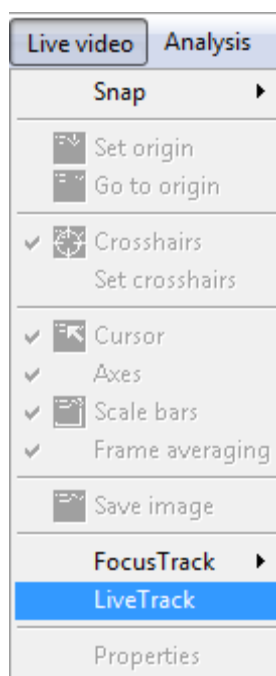 Live video Analysis
Snap
Set origin
Go to origin
Crosshairs
Set crosshairs
Cursor
Axes
Scale bars
Frame averaging
Save image
FocusTrack
LiveTrack
Properties